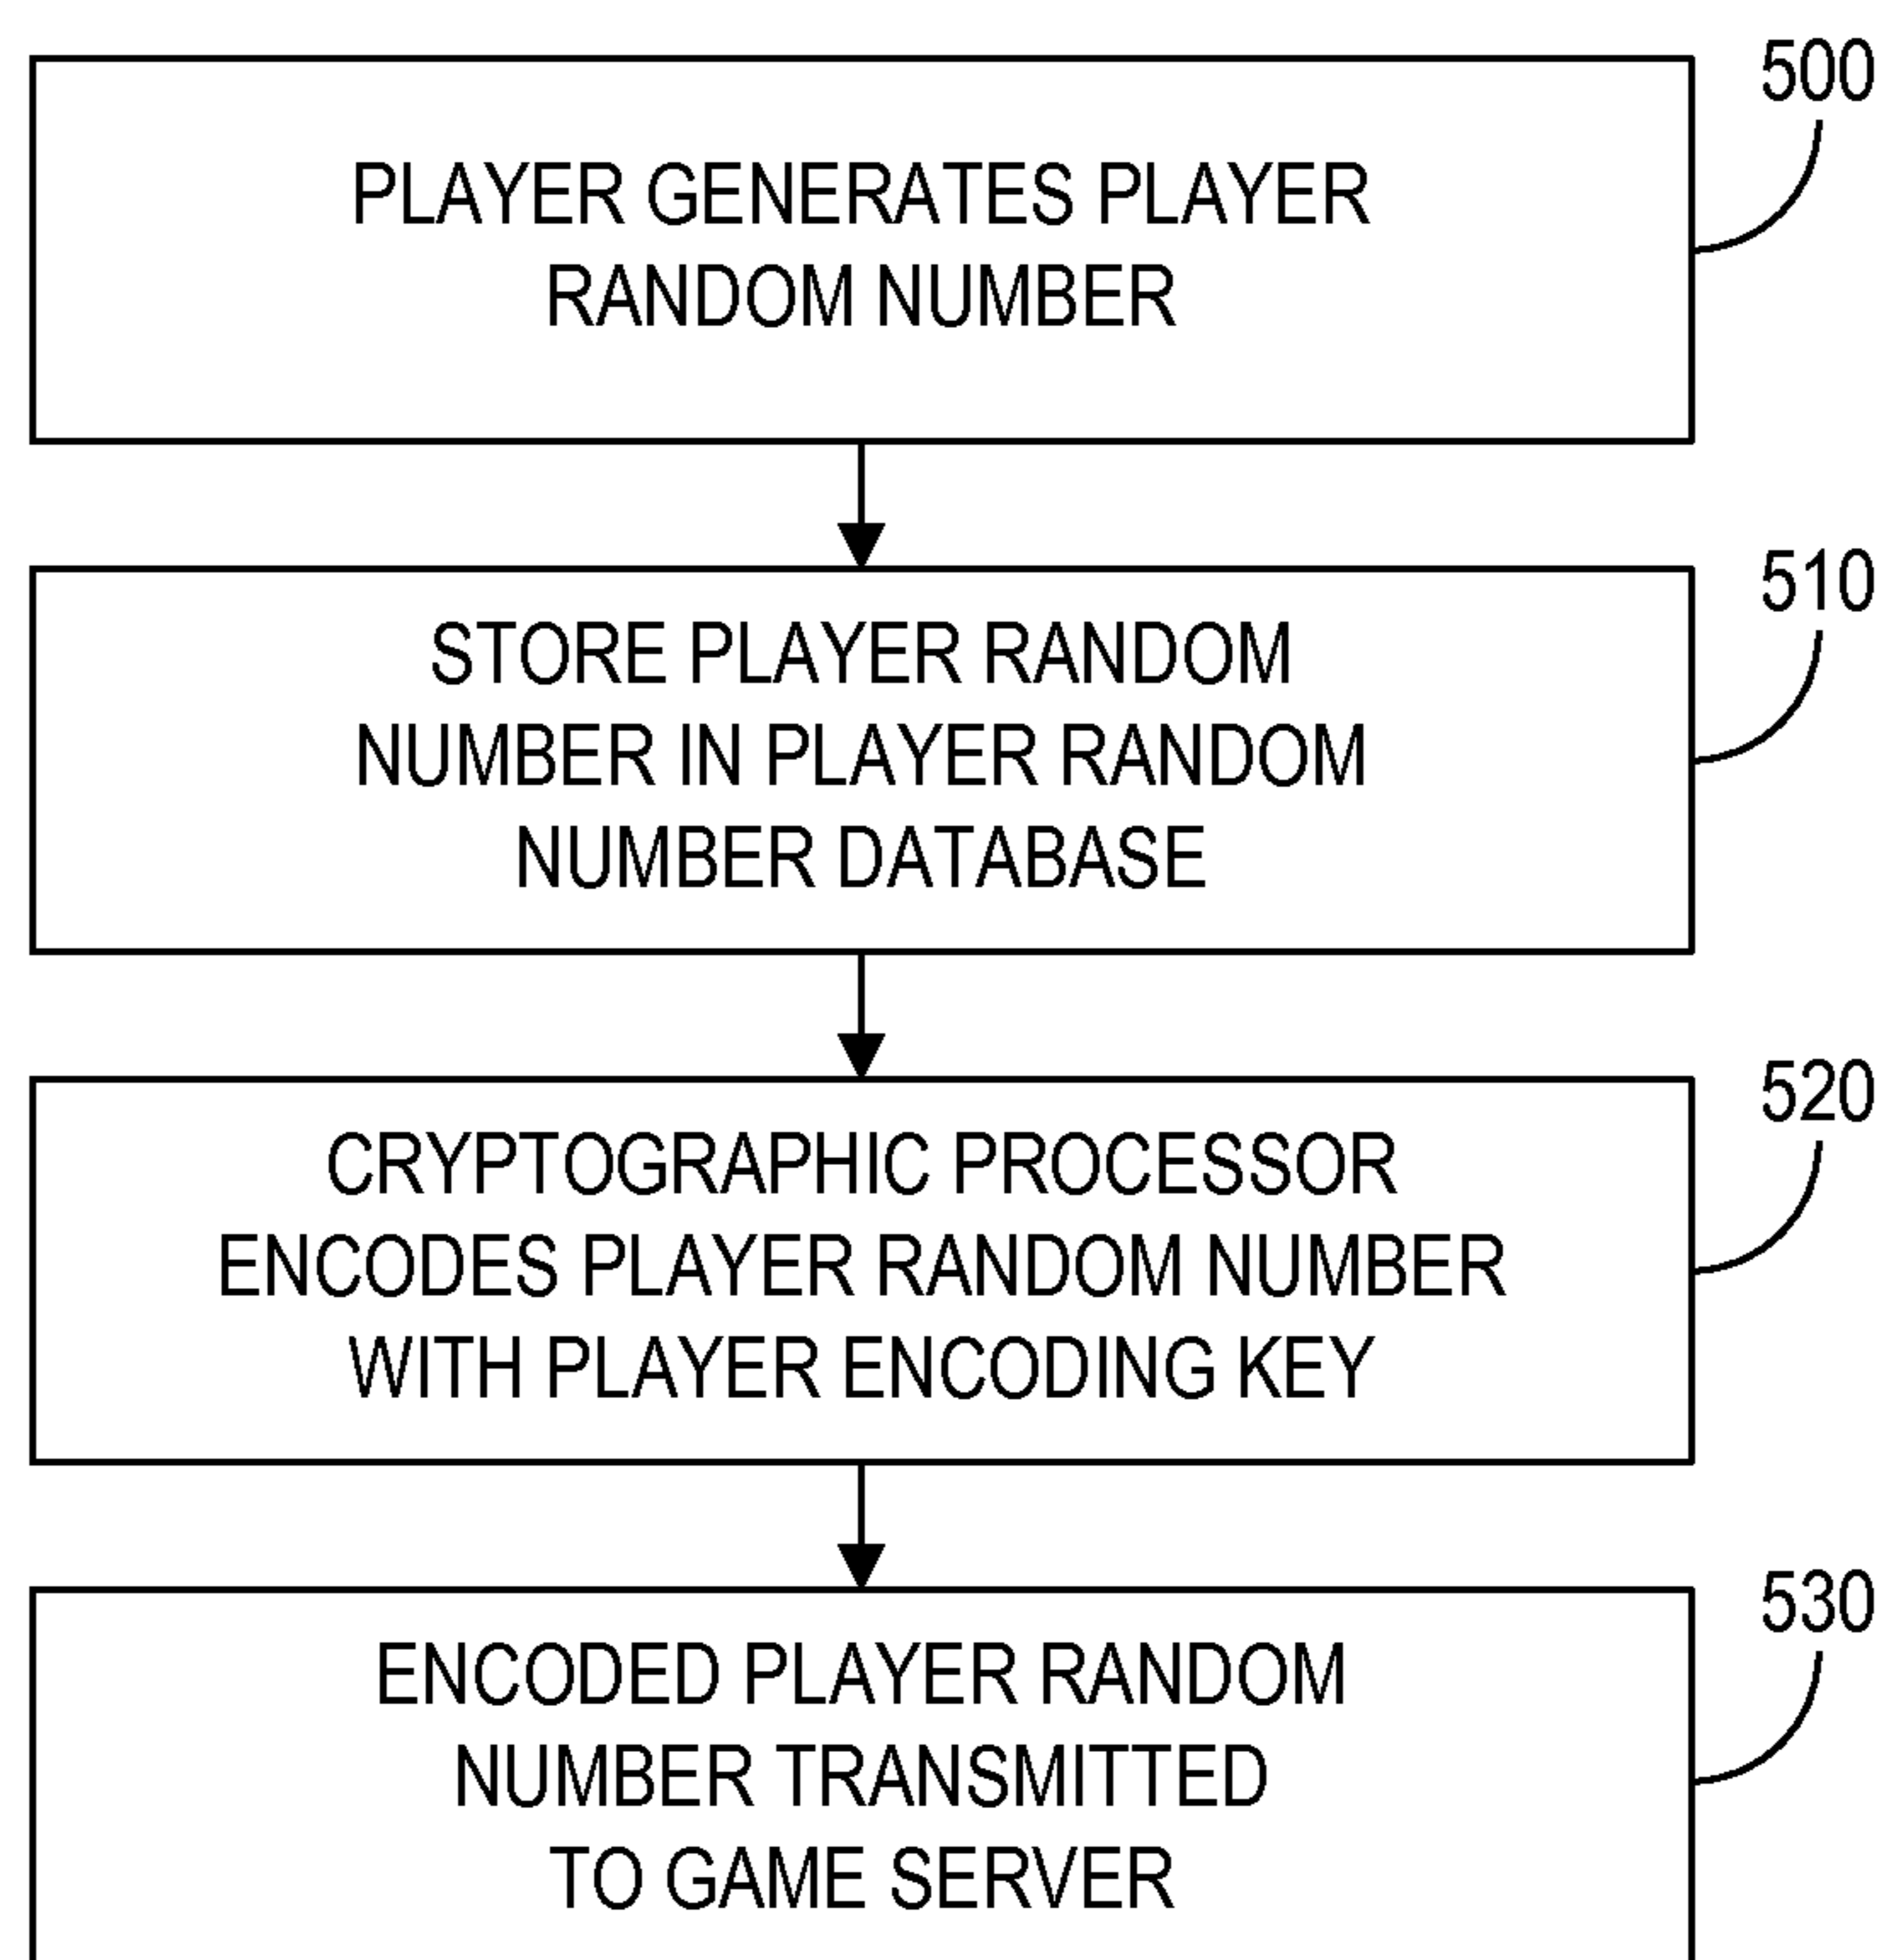 500
PLAYER GENERATES PLAYER
RANDOM NUMBER
510
STORE PLAYER RANDOM
NUMBER IN PLAYER RANDOM
NUMBER DATABASE
520
CRYPTOGRAPHIC PROCESSOR
ENCODES PLAYER RANDOM NUMBER
WITH PLAYER ENCODING KEY
530
ENCODED PLAYER RANDOM
NUMBER TRANSMITTED
TO GAME SERVER